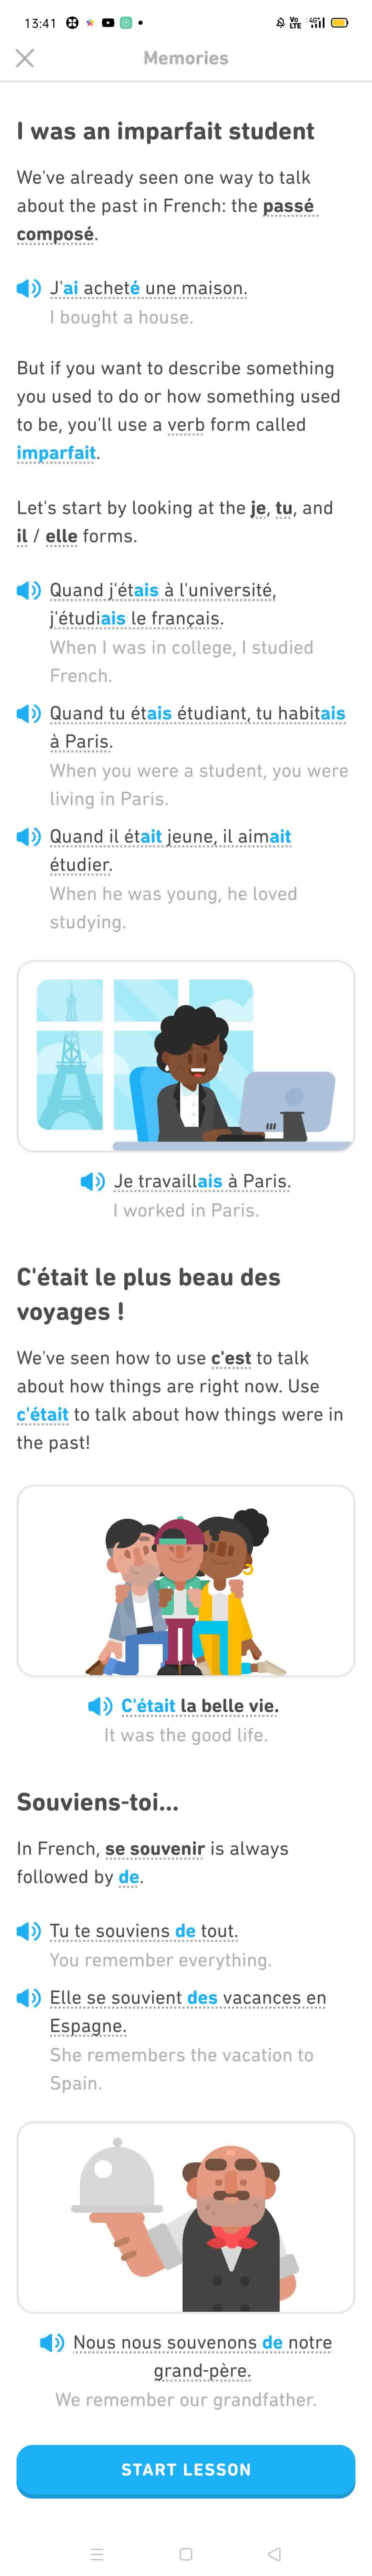 13:41
Vo
LTE
4G
Memories
I was an imparfait student
We've already seen one way to talk
about the past in French: the passé
composé.
J'ai acheté une maison.
I bought a house.
But if you want to describe something
you used to do or how something used
to be, you'll use a verb form called
imparfait.
Let's start by looking at the je, tu, and
il / elle forms.
Quand j'étais à l'université,
j'étudiais le français.
When I was in college, I studied
French.
Quand tu étais étudiant, tu habitais
à Paris.
When you were a student, you were
living in Paris.
Quand il était jeune, il aimait
étudier.
When he was young, he loved
studying.
Je travaillais à Paris.
I worked in Paris.
C'était le plus beau des
voyages !
We've seen how to use c'est to talk
about how things are right now. Use
c'était to talk about how things were in
the past!
C'était la belle vie.
It was the good life.
Souviens-toi...
In French, se souvenir is always
followed by de.
Tu te souviens de tout.
You remember everything.
Elle se souvient des vacances en
Espagne.
She remembers the vacation to
Spain.
Nous nous souvenons de notre
grand-père.
We remember our grandfather.
START LESSON